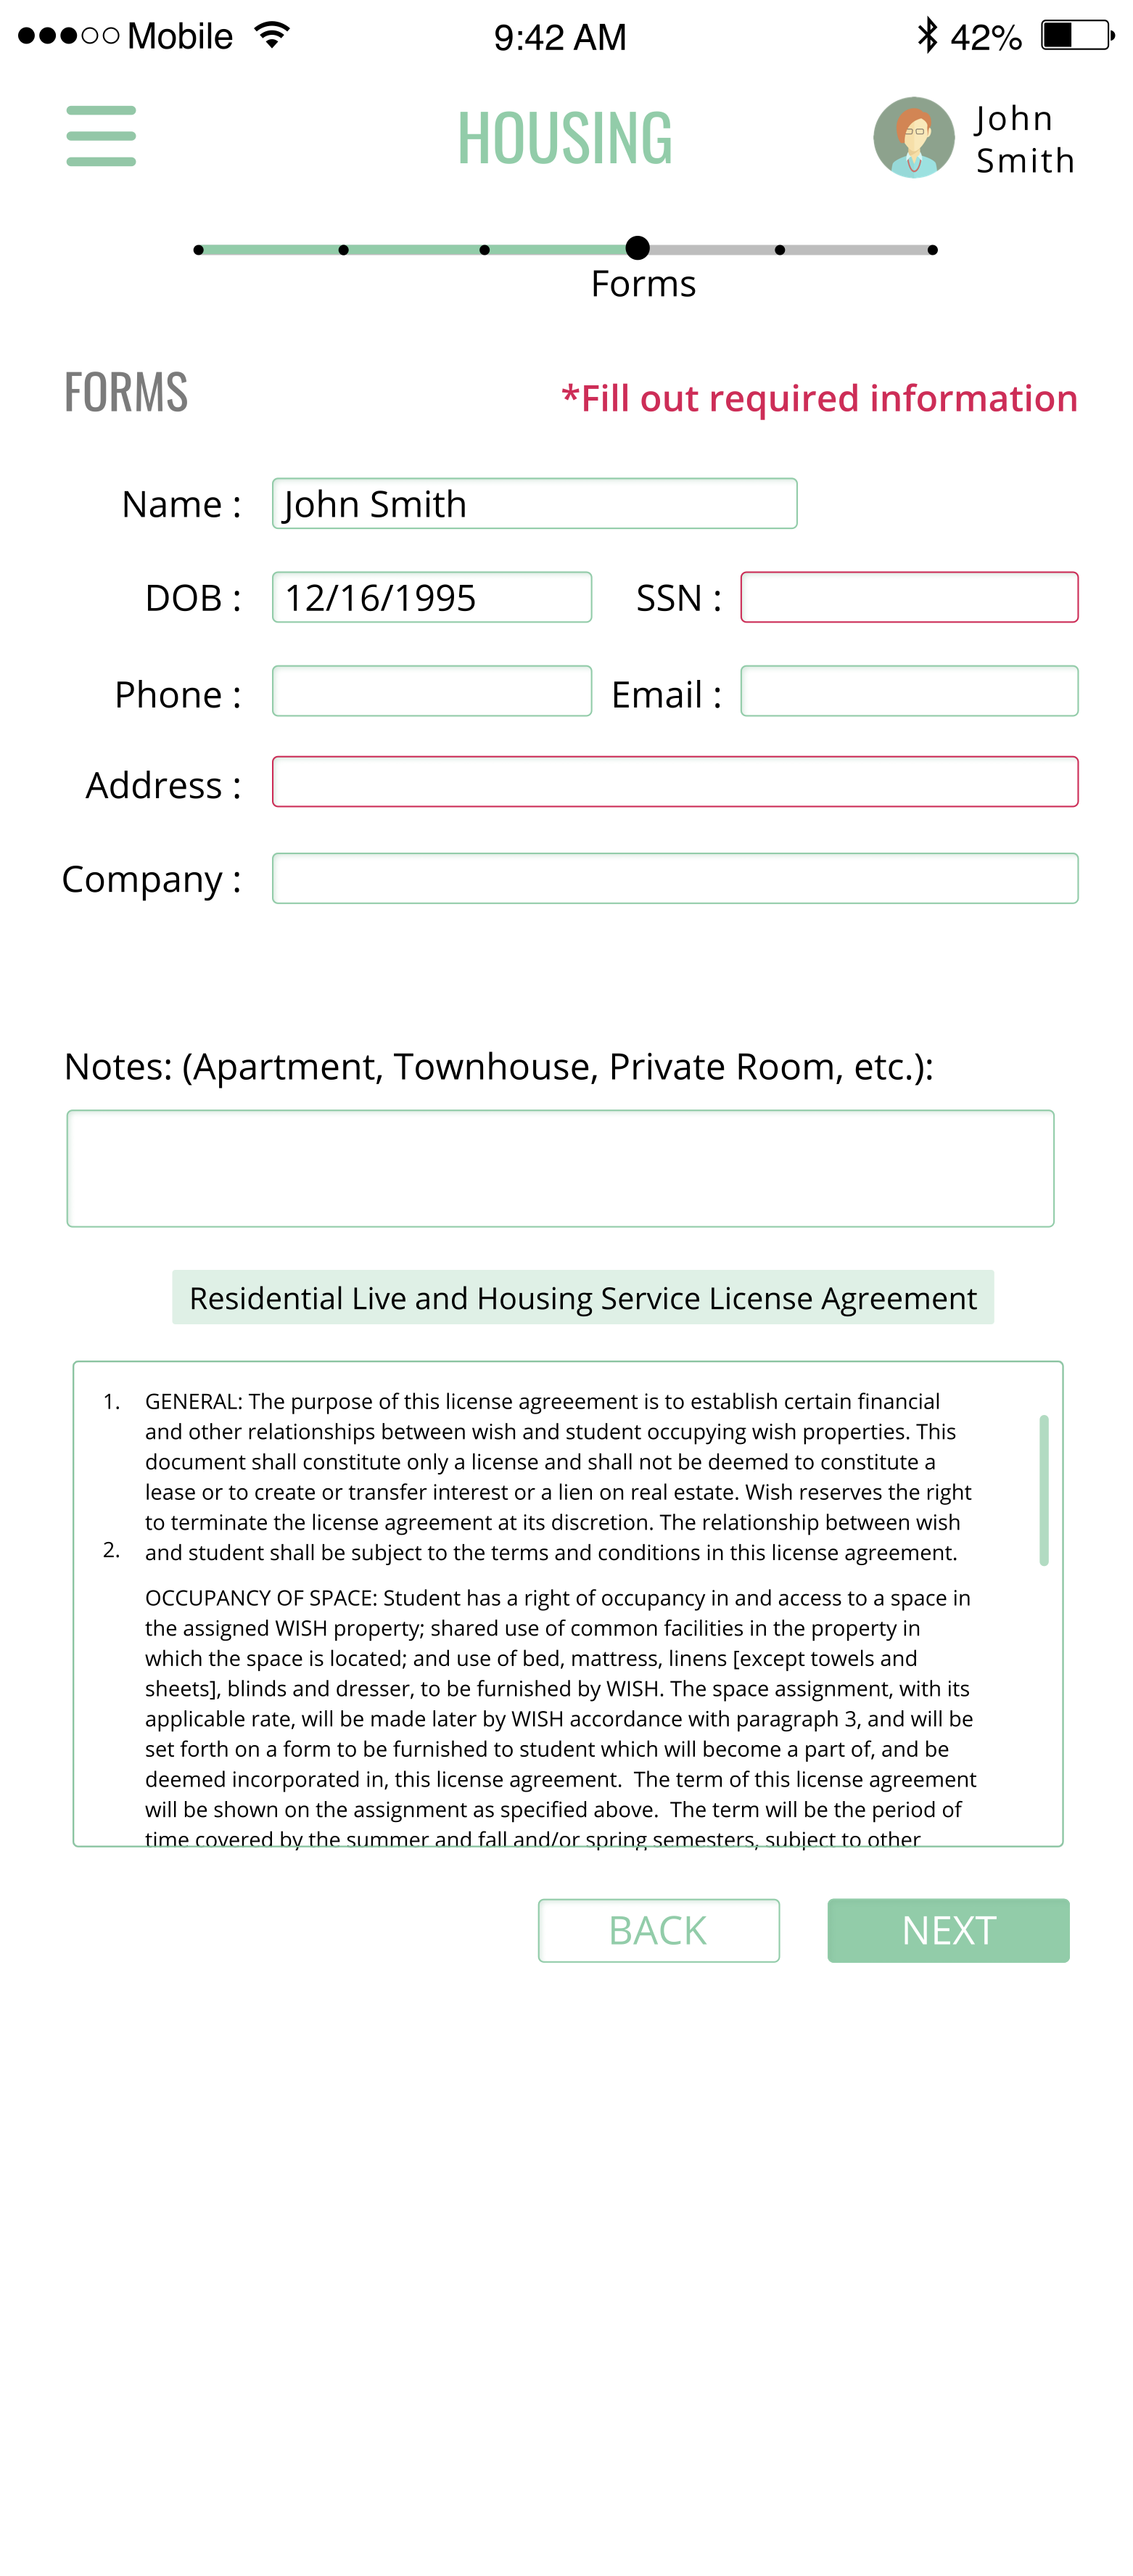 Mobile 9:42 AM 42%
HOUSING
John
Smith
Forms
FORMS
*Fill out required information
Name : John Smith
DOB : 12/16/1995 SSN :
Phone : Email :
Address :
Company :
Notes: (Apartment, Townhouse, Private Room, etc.):
Residential Live and Housing Service License Agreement
1. GENERAL: The purpose of this license agreeement is to establish certain financial
and other relationships between wish and student occupying wish properties. This
document shall constitute only a license and shall not be deemed to constitute a
lease or to create or transfer interest or a lien on real estate. Wish reserves the right
to terminate the license agreement at its discretion. The relationship between wish
2. and student shall be subject to the terms and conditions in this license agreement.
OCCUPANCY OF SPACE: Student has a right of occupancy in and access to a space in
the assigned WISH property; shared use of common facilities in the property in
which the space is located; and use of bed, mattress, linens [except towels and
sheets], blinds and dresser, to be furnished by WISH. The space assignment, with its
applicable rate, will be made later by WISH accordance with paragraph 3, and will be
set forth on a form to be furnished to student which will become a part of, and be
deemed incorporated in, this license agreement.  The term of this license agreement
will be shown on the assignment as specified above.  The term will be the period of
time covered by the summer and fall and/or spring semesters, subject to other
BACK NEXT